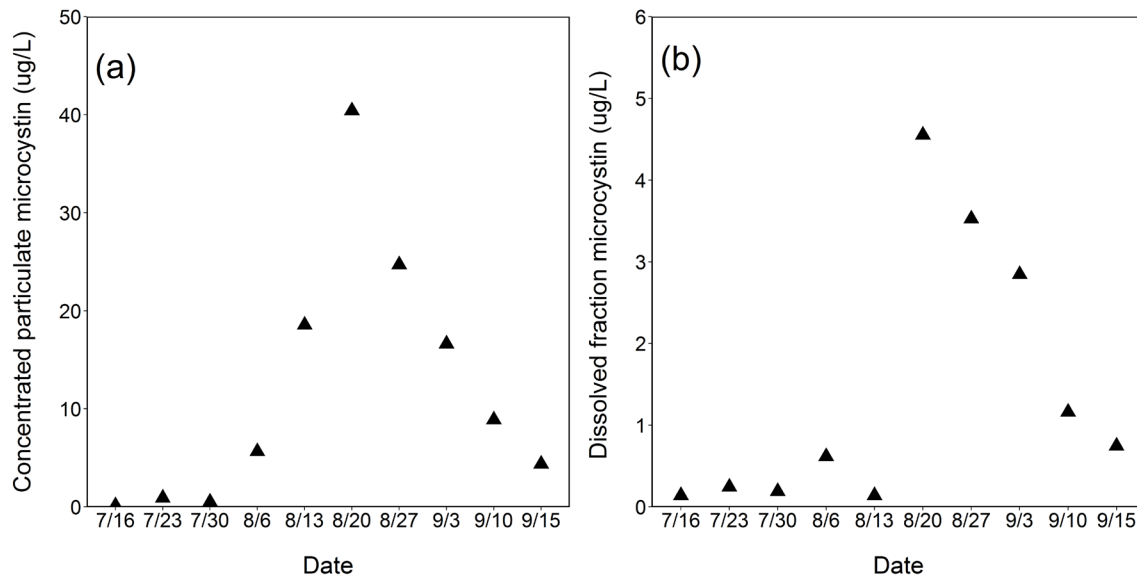 (a)
Concentrated particulate microcystin (ug/L)
50
40
30
20
10
0
7/16 7/23 7/30 8/6 8/13 8/20 8/27 9/3 9/10 9/15
Date
(b)
Dissolved fraction microcystin (ug/L)
6
5
4
3
2
1
0
7/16 7/23 7/30 8/6 8/13 8/20 8/27 9/3 9/10 9/15
Date